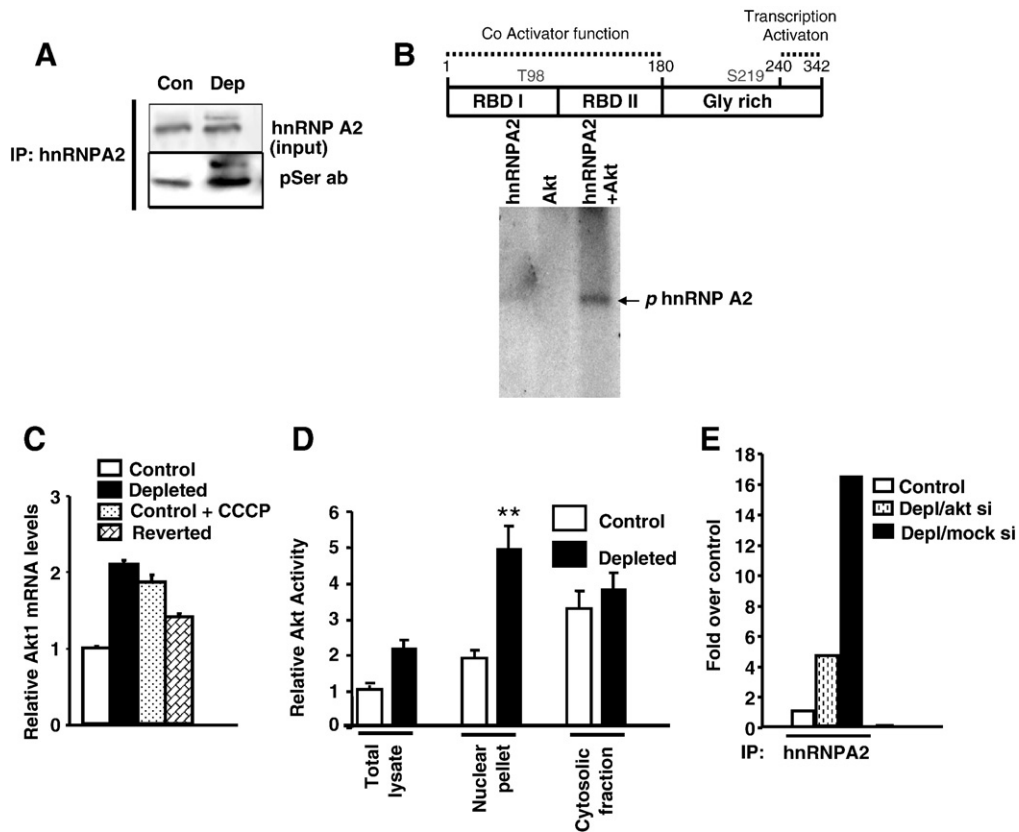 A
Con Dep
IP: hnRNPA2
hnRNP A2
(input)
pSer ab
B
Co Activator function
Transcription
Activaton
1 T98 180 S219 240 342
RBD I RBD II Gly rich
hnRNPA2
Akt
hnRNPA2
+Akt
p hnRNP A2
C
Control
Depleted
Control + CCCP
Reverted
Relative Akt1 mRNA levels
3
2
1
0
D
Control
Depleted
**
Relative Akt Activity
6
5
4
3
2
1
0
Total
lysate
Nuclear
pellet
Cytosolic
fraction
E
Control
Depl/akt si
Depl/mock si
Fold over control
18
16
14
12
10
8
6
4
2
0
IP: hnRNPA2